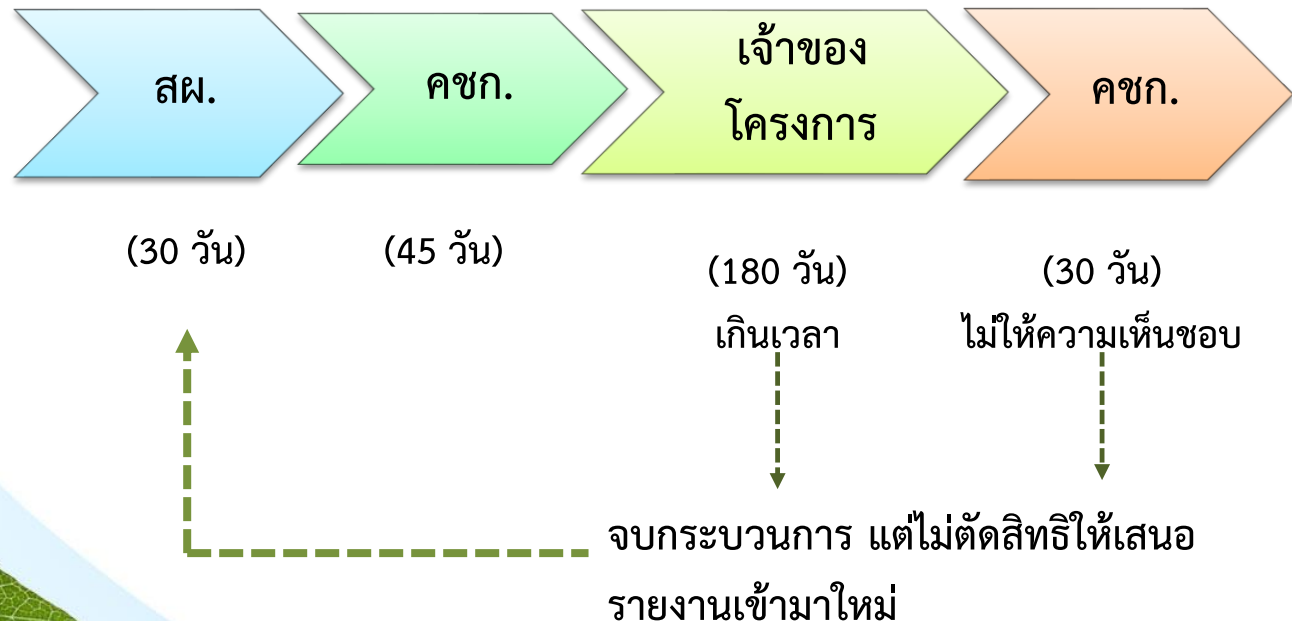 สผ.
คชก.
เจ้าของ
โครงการ
คชก.
(30 วัน)
(45 วัน)
(180 วัน)
เกินเวลา
(30 วัน)
ไม่ให้ความเห็นชอบ
จบกระบวนการ แต่ไม่ตัดสิทธิให้เสนอ
รายงานเข้ามาใหม่